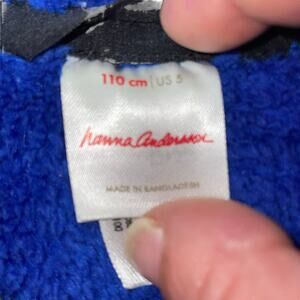 110 cm | US 5
hanna andersson
MADE IN BANGLADESH